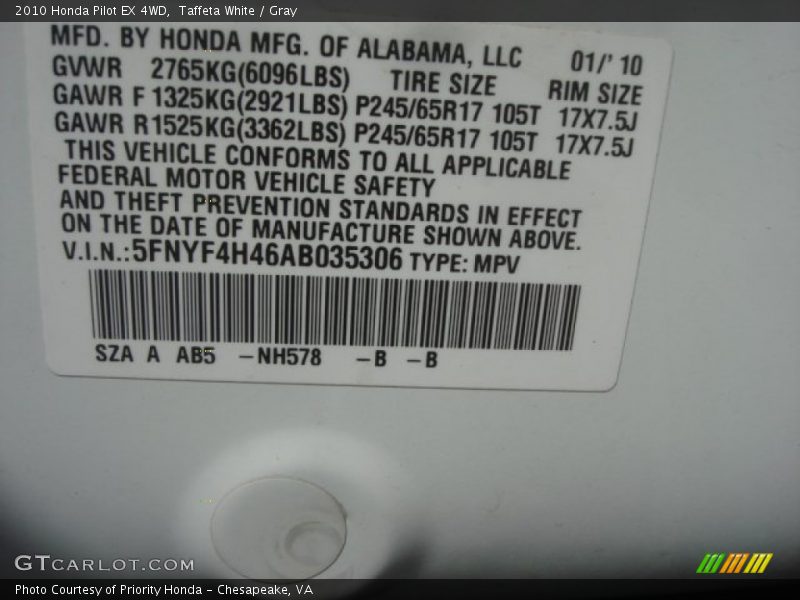 2010 Honda Pilot EX 4WD, Taffeta White / Gray
MFD. BY HONDA MFG. OF ALABAMA, LLC 01/' 10
GVWR 2765KG(6096LBS) TIRE SIZE RIM SIZE
GAWR F 1325KG(2921LBS) P245/65R17 105T 17X7.5J
GAWR R1525KG(3362LBS) P245/65R17 105T 17X7.5J
THIS VEHICLE CONFORMS TO ALL APPLICABLE
FEDERAL MOTOR VEHICLE SAFETY
AND THEFT PREVENTION STANDARDS IN EFFECT
ON THE DATE OF MANUFACTURE SHOWN ABOVE.
V.I.N.:5FNYF4H46AB035306 TYPE: MPV
SZA A AB5 –NH578 –B –B
GTCARLOT.COM
Photo Courtesy of Priority Honda – Chesapeake, VA